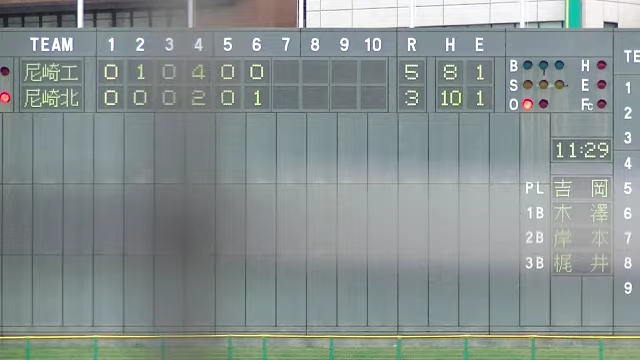 TEAM 1 2 3 4 5 6 7 8 9 10 R H E
尼崎工 0 1 0 4 0 0 5 8 1
尼崎北 0 0 0 2 0 1 3 10 1
B H
S E
O Fc
11:29
PL 吉岡
1B 木澤
2B 岸本
3B 梶井
TE
1
2
3
4
5
6
7
8
9